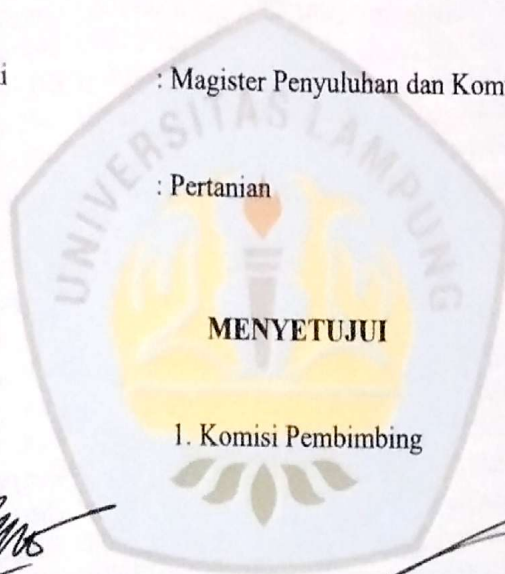 i : Magister Penyuluhan dan Kom
: Pertanian
UNIVERSITAS LAMPUNG
MENYETUJUI
1. Komisi Pembimbing